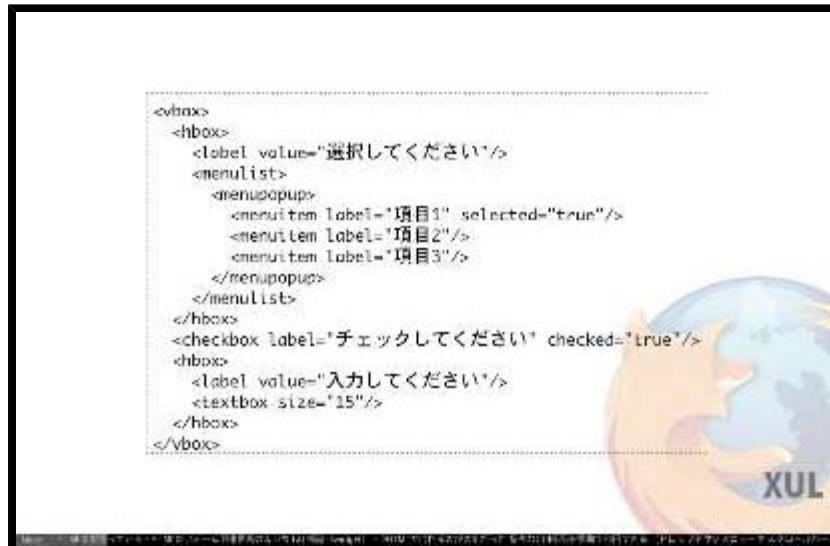 <vbox>
<hbox>
<label value="選択してください"/>
<menulist>
<menupopup>
<menuitem label="項目1" selected="true"/>
<menuitem label="項目2"/>
<menuitem label="項目3"/>
</menupopup>
</menulist>
</hbox>
<checkbox label="チェックしてください" checked="true"/>
<hbox>
<label value="入力してください"/>
<textbox size="15"/>
</hbox>
</vbox>
XUL